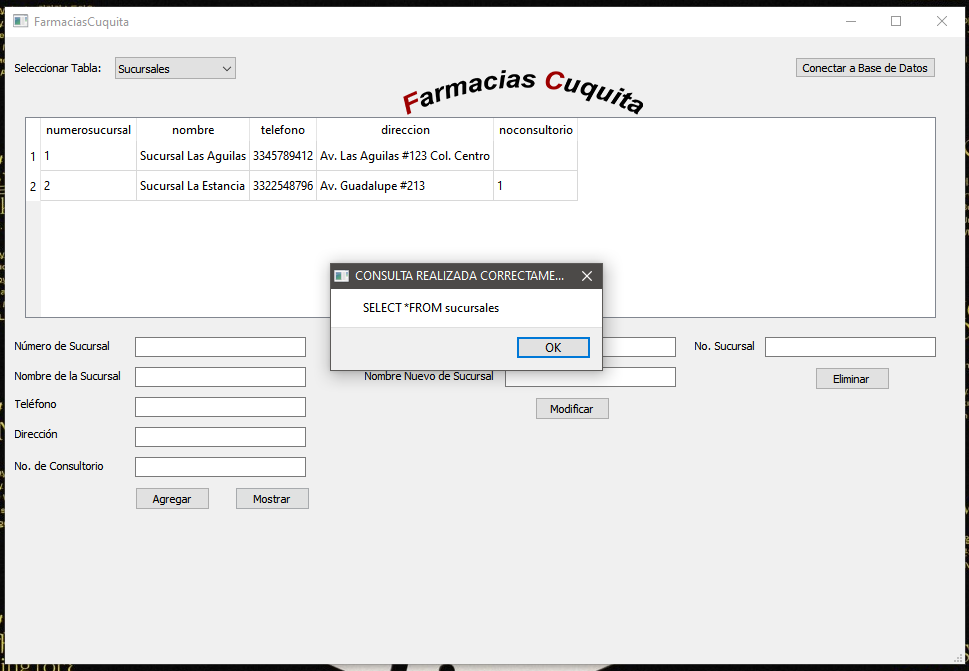 FarmaciasCuquita
Seleccionar Tabla: Sucursales
Farmacias Cuquita
Conectar a Base de Datos
numerosucursal nombre telefono direccion noconsultorio
1 1 Sucursal Las Aguilas 3345789412 Av. Las Aguilas #123 Col. Centro
2 2 Sucursal La Estancia 3322548796 Av. Guadalupe #213 1
CONSULTA REALIZADA CORRECTAME...
SELECT *FROM sucursales
OK
Número de Sucursal
No. Sucursal
Nombre de la Sucursal
Nombre Nuevo de Sucursal
Eliminar
Teléfono
Modificar
Dirección
No. de Consultorio
Agregar Mostrar